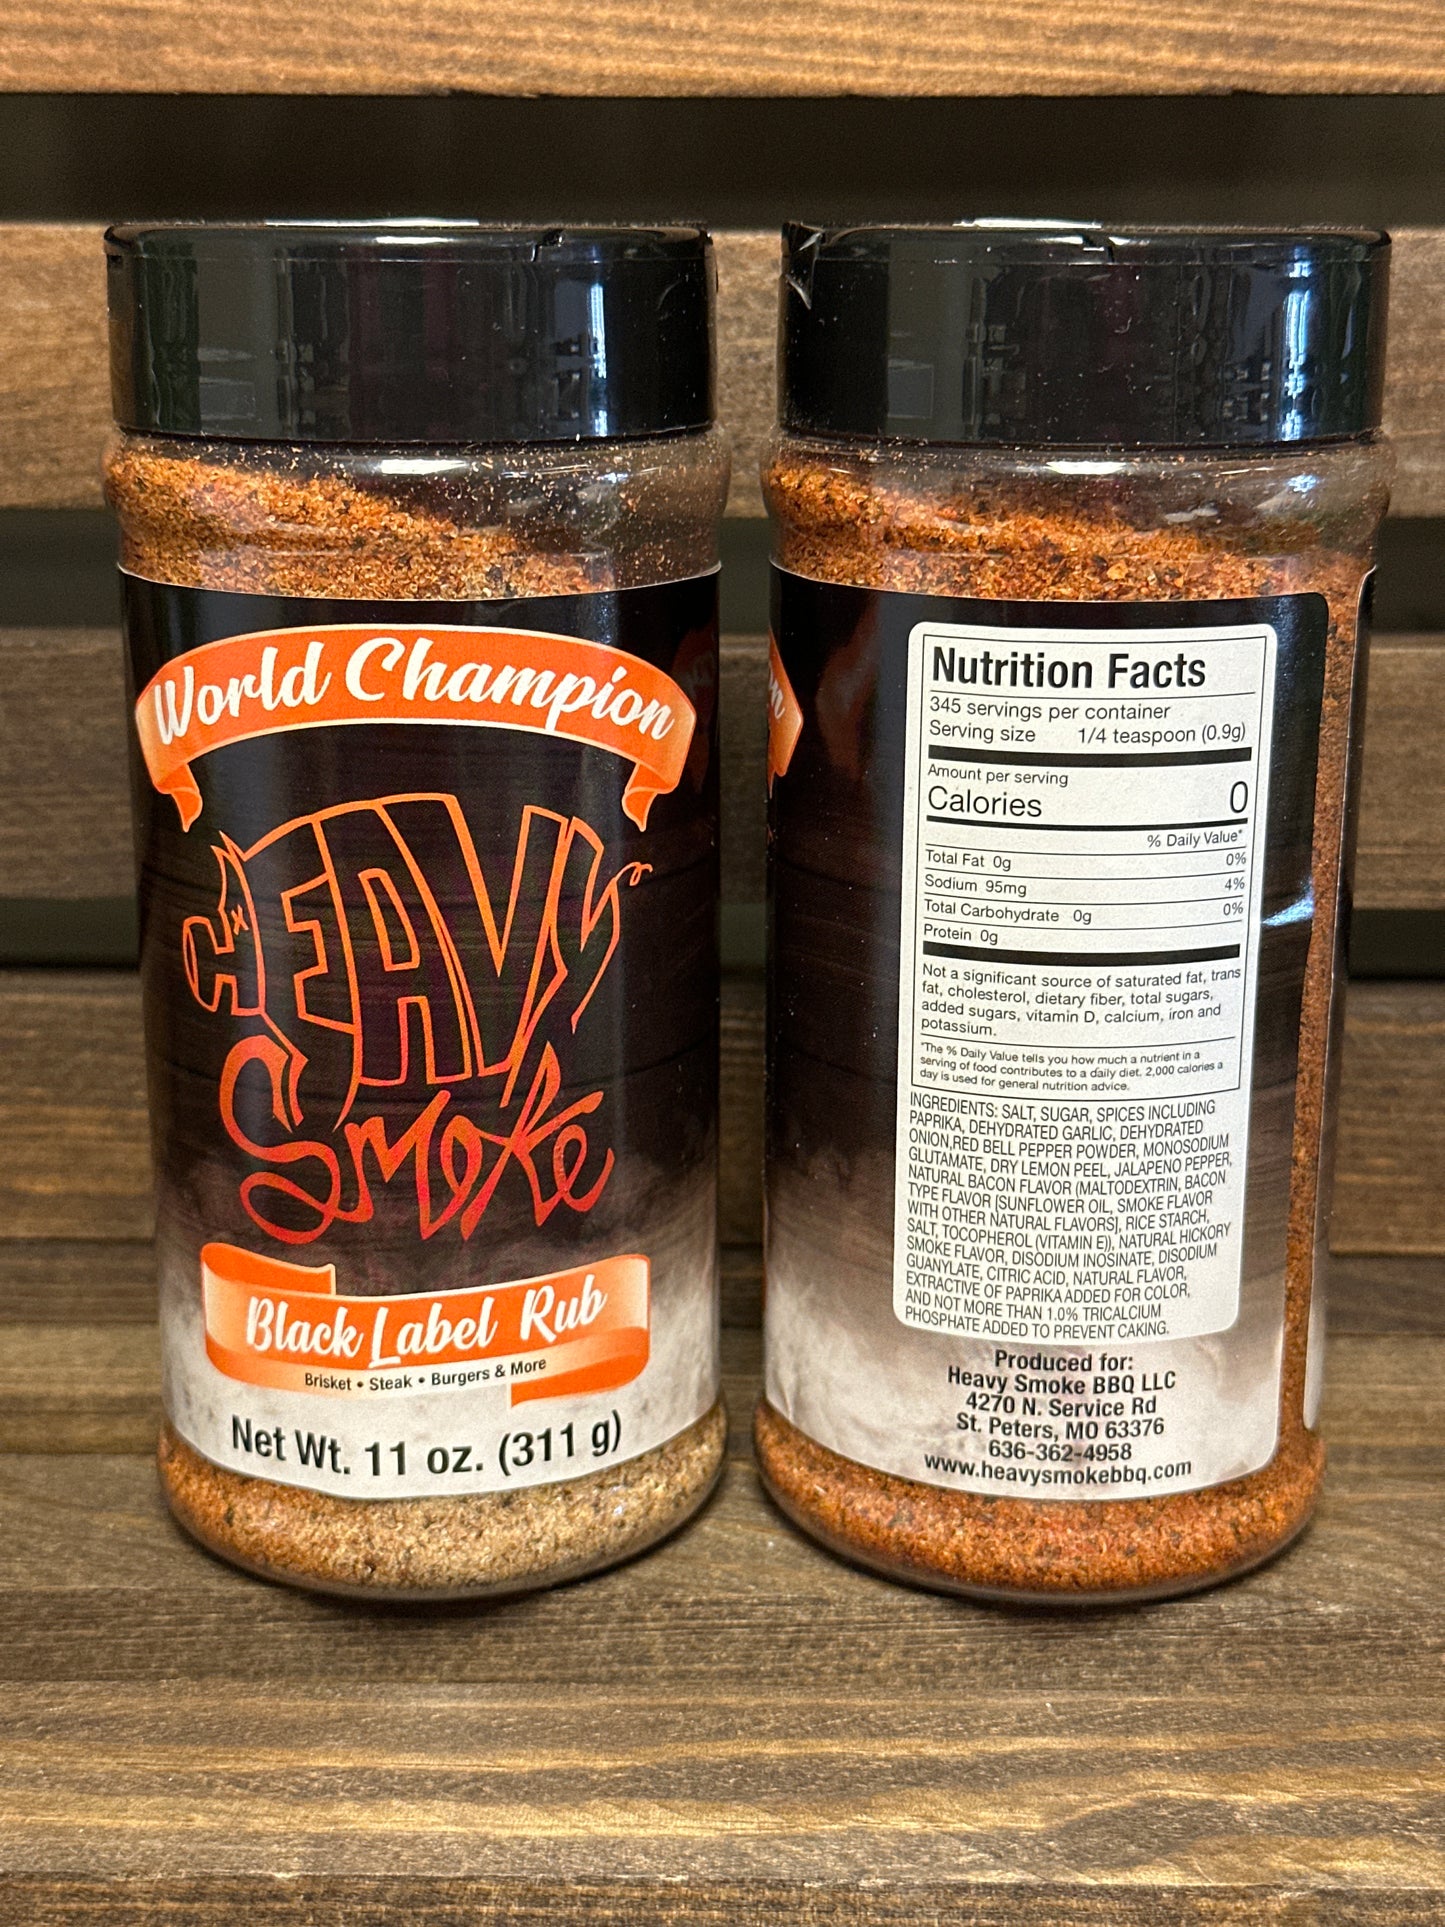 World Champion
HEAVY
Smoke
Black Label Rub
Brisket • Steak • Burgers & More
Net Wt. 11 oz. (311 g)
Nutrition Facts
345 servings per container
Serving size 1/4 teaspoon (0.9g)
Amount per serving
Calories 0
% Daily Value*
Total Fat 0g 0%
Sodium 95mg 4%
Total Carbohydrate 0g 0%
Protein 0g
Not a significant source of saturated fat, trans
fat, cholesterol, dietary fiber, total sugars,
added sugars, vitamin D, calcium, iron and
potassium.
*The % Daily Value tells you how much a nutrient in a
serving of food contributes to a daily diet. 2,000 calories a
day is used for general nutrition advice.
INGREDIENTS: SALT, SUGAR, SPICES INCLUDING
PAPRIKA, DEHYDRATED GARLIC, DEHYDRATED
ONION,RED BELL PEPPER POWDER, MONOSODIUM
GLUTAMATE, DRY LEMON PEEL, JALAPENO PEPPER,
NATURAL BACON FLAVOR (MALTODEXTRIN, BACON
TYPE FLAVOR [SUNFLOWER OIL, SMOKE FLAVOR
WITH OTHER NATURAL FLAVORS], RICE STARCH,
SALT, TOCOPHEROL (VITAMIN E)), NATURAL HICKORY
SMOKE FLAVOR, DISODIUM INOSINATE, DISODIUM
GUANYLATE, CITRIC ACID, NATURAL FLAVOR,
EXTRACTIVE OF PAPRIKA ADDED FOR COLOR,
AND NOT MORE THAN 1.0% TRICALCIUM
PHOSPHATE ADDED TO PREVENT CAKING.
Produced for:
Heavy Smoke BBQ LLC
4270 N. Service Rd
St. Peters, MO 63376
636-362-4958
www.heavysmokebbq.com